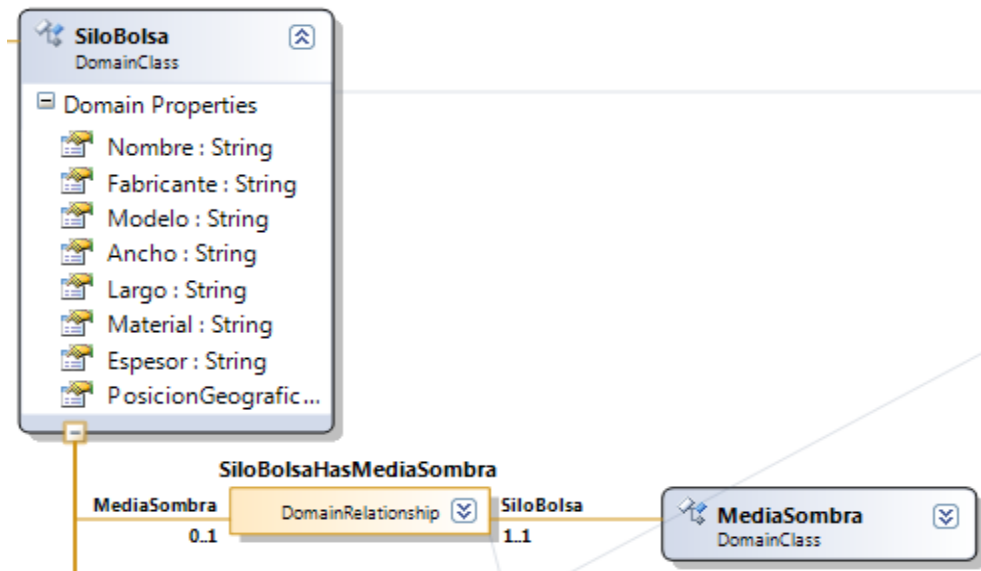 SiloBolsa
DomainClass
Domain Properties
Nombre : String
Fabricante : String
Modelo : String
Ancho : String
Largo : String
Material : String
Espesor : String
PosicionGeografic...
SiloBolsaHasMediaSombra
MediaSombra DomainRelationship SiloBolsa
0..1 1..1
MediaSombra
DomainClass